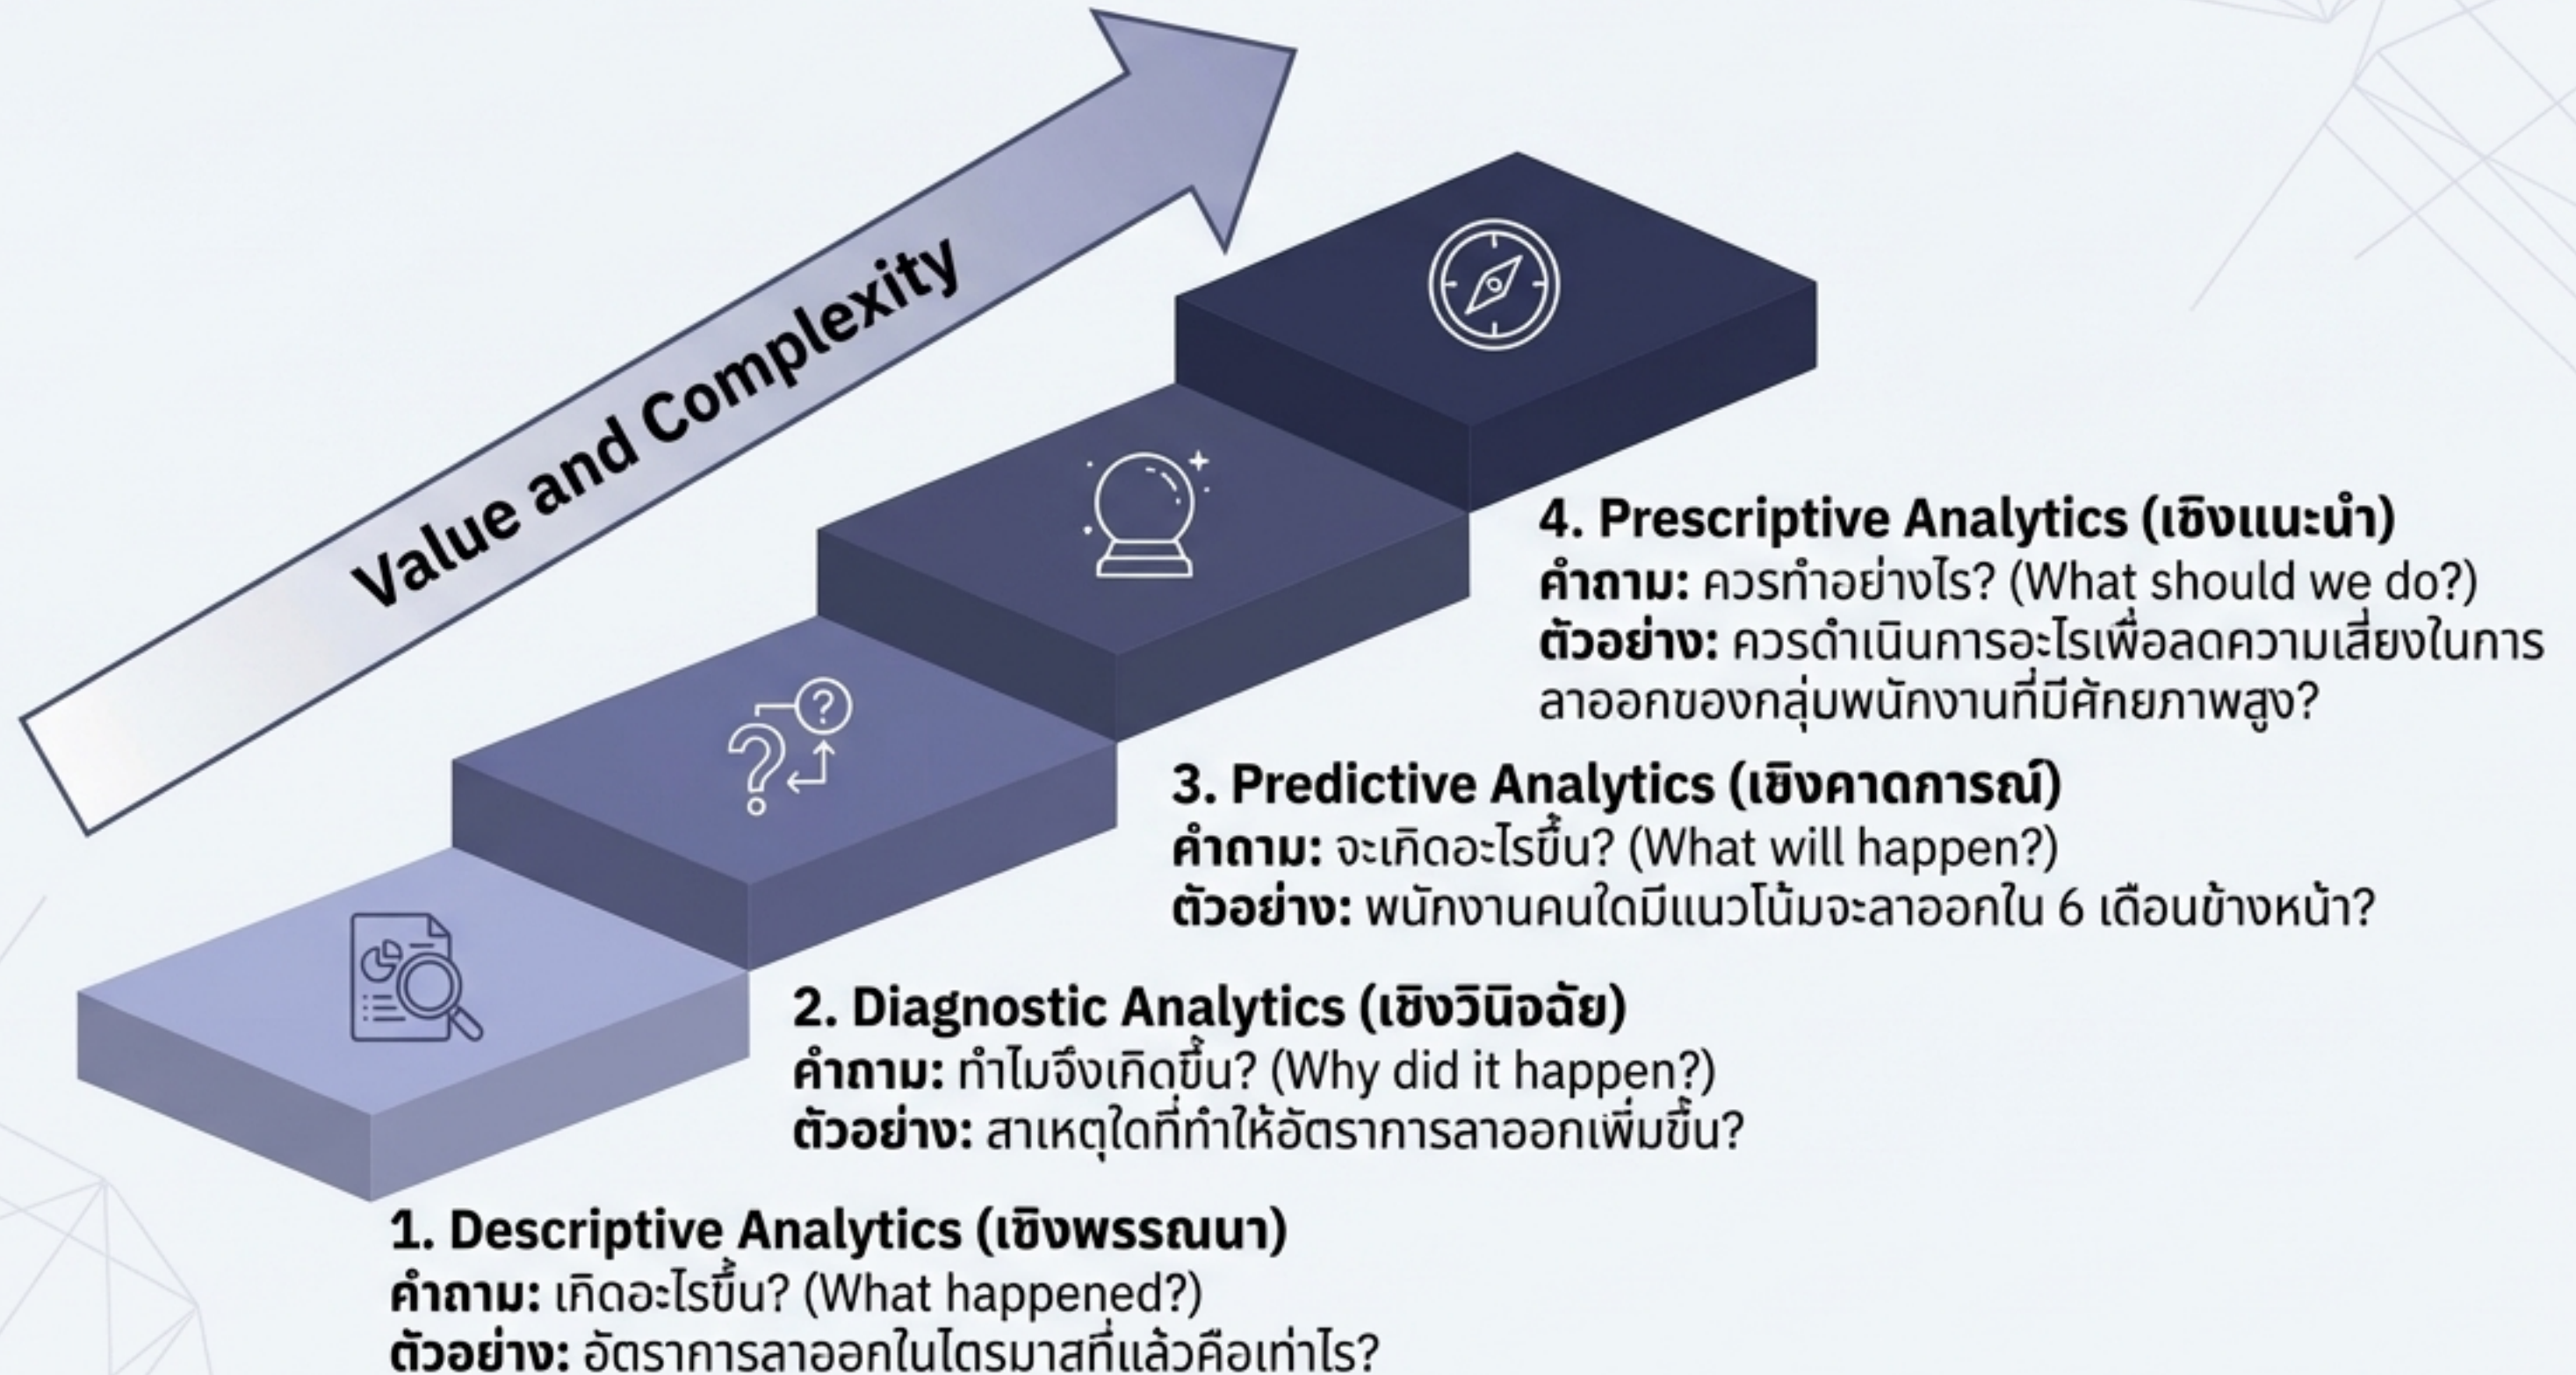 Value and Complexity
4. Prescriptive Analytics (เชิงแนะนำ)
คำถาม: ควรทำอย่างไร? (What should we do?)
ตัวอย่าง: ควรดำเนินการอะไรเพื่อลดความเสี่ยงในการ
ลาออกของกลุ่มพนักงานที่มีศักยภาพสูง?
3. Predictive Analytics (เชิงคาดการณ์)
คำถาม: จะเกิดอะไรขึ้น? (What will happen?)
ตัวอย่าง: พนักงานคนใดมีแนวโน้มจะลาออกใน 6 เดือนข้างหน้า?
2. Diagnostic Analytics (เชิงวินิจฉัย)
คำถาม: ทำไมจึงเกิดขึ้น? (Why did it happen?)
ตัวอย่าง: สาเหตุใดที่ทำให้อัตราการลาออกเพิ่มขึ้น?
1. Descriptive Analytics (เชิงพรรณนา)
คำถาม: เกิดอะไรขึ้น? (What happened?)
ตัวอย่าง: อัตราการลาออกในไตรมาสที่แล้วคือเท่าไร?